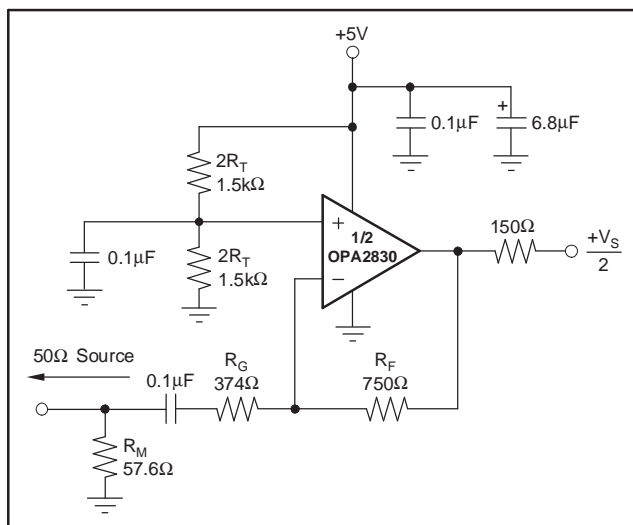 +5V
0.1μF
+
6.8μF
2R_T
1.5kΩ
+
1/2
OPA2830
−
150Ω
+V_S
2
0.1μF
2R_T
1.5kΩ
50Ω Source
0.1μF
R_G
374Ω
R_F
750Ω
R_M
57.6Ω